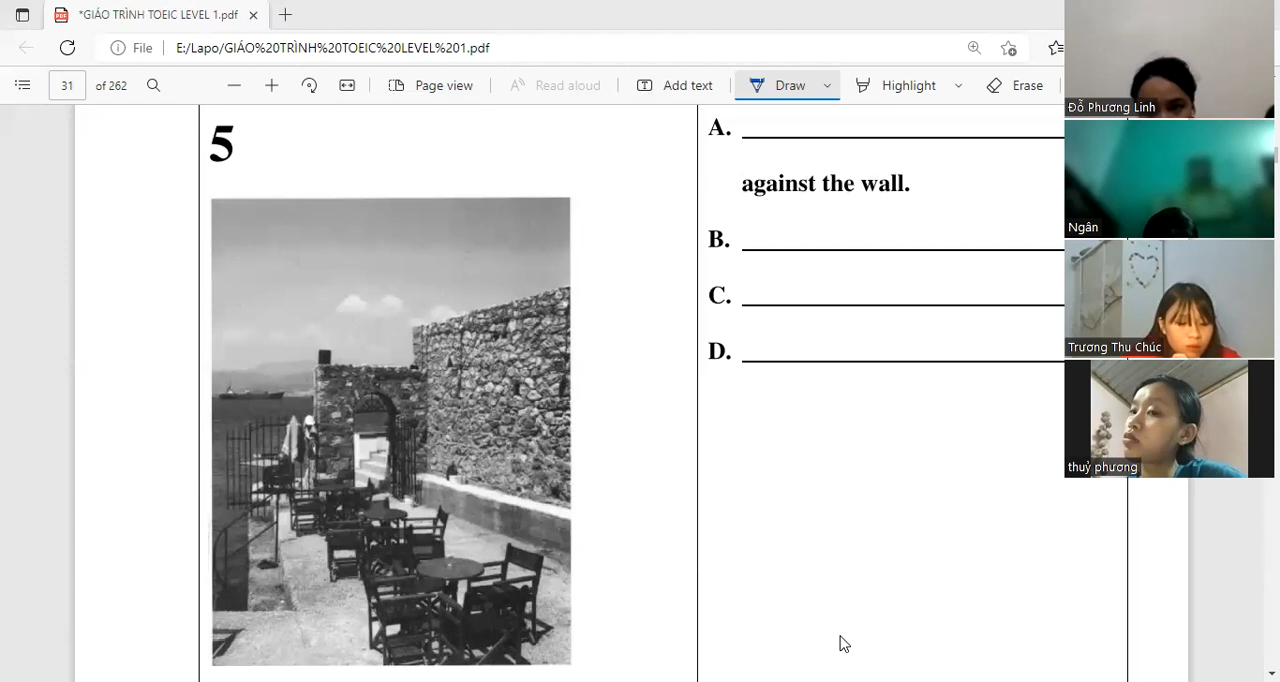 *GIÁO TRÌNH TOEIC LEVEL 1.pdf
File E:/Lapo/GIÁO%20TRÌNH%20TOEIC%20LEVEL%201.pdf
31 of 262 Page view Read aloud Add text Draw Highlight Erase
5
A.
against the wall.
B.
C.
D.
Đỗ Phương Linh
Ngân
Trương Thu Chúc
thuỷ phương